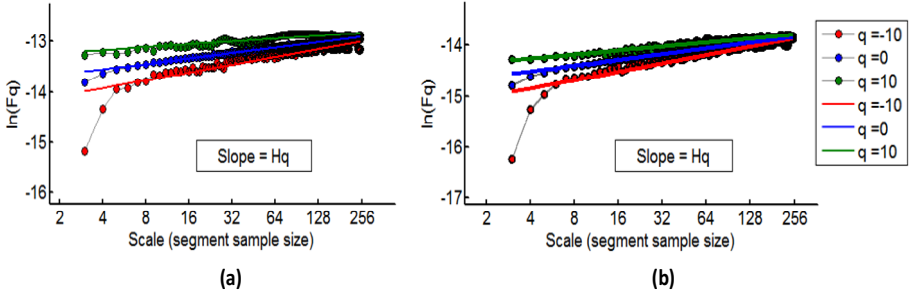 ln(Fq)
-13
-14
-15
-16
Slope = Hq
2 4 8 16 32 64 128 256
Scale (segment sample size)
(a)
ln(Fq)
-14
-15
-16
-17
Slope = Hq
2 4 8 16 32 64 128 256
Scale (segment sample size)
(b)
q =-10
q =0
q =10
q =-10
q =0
q =10